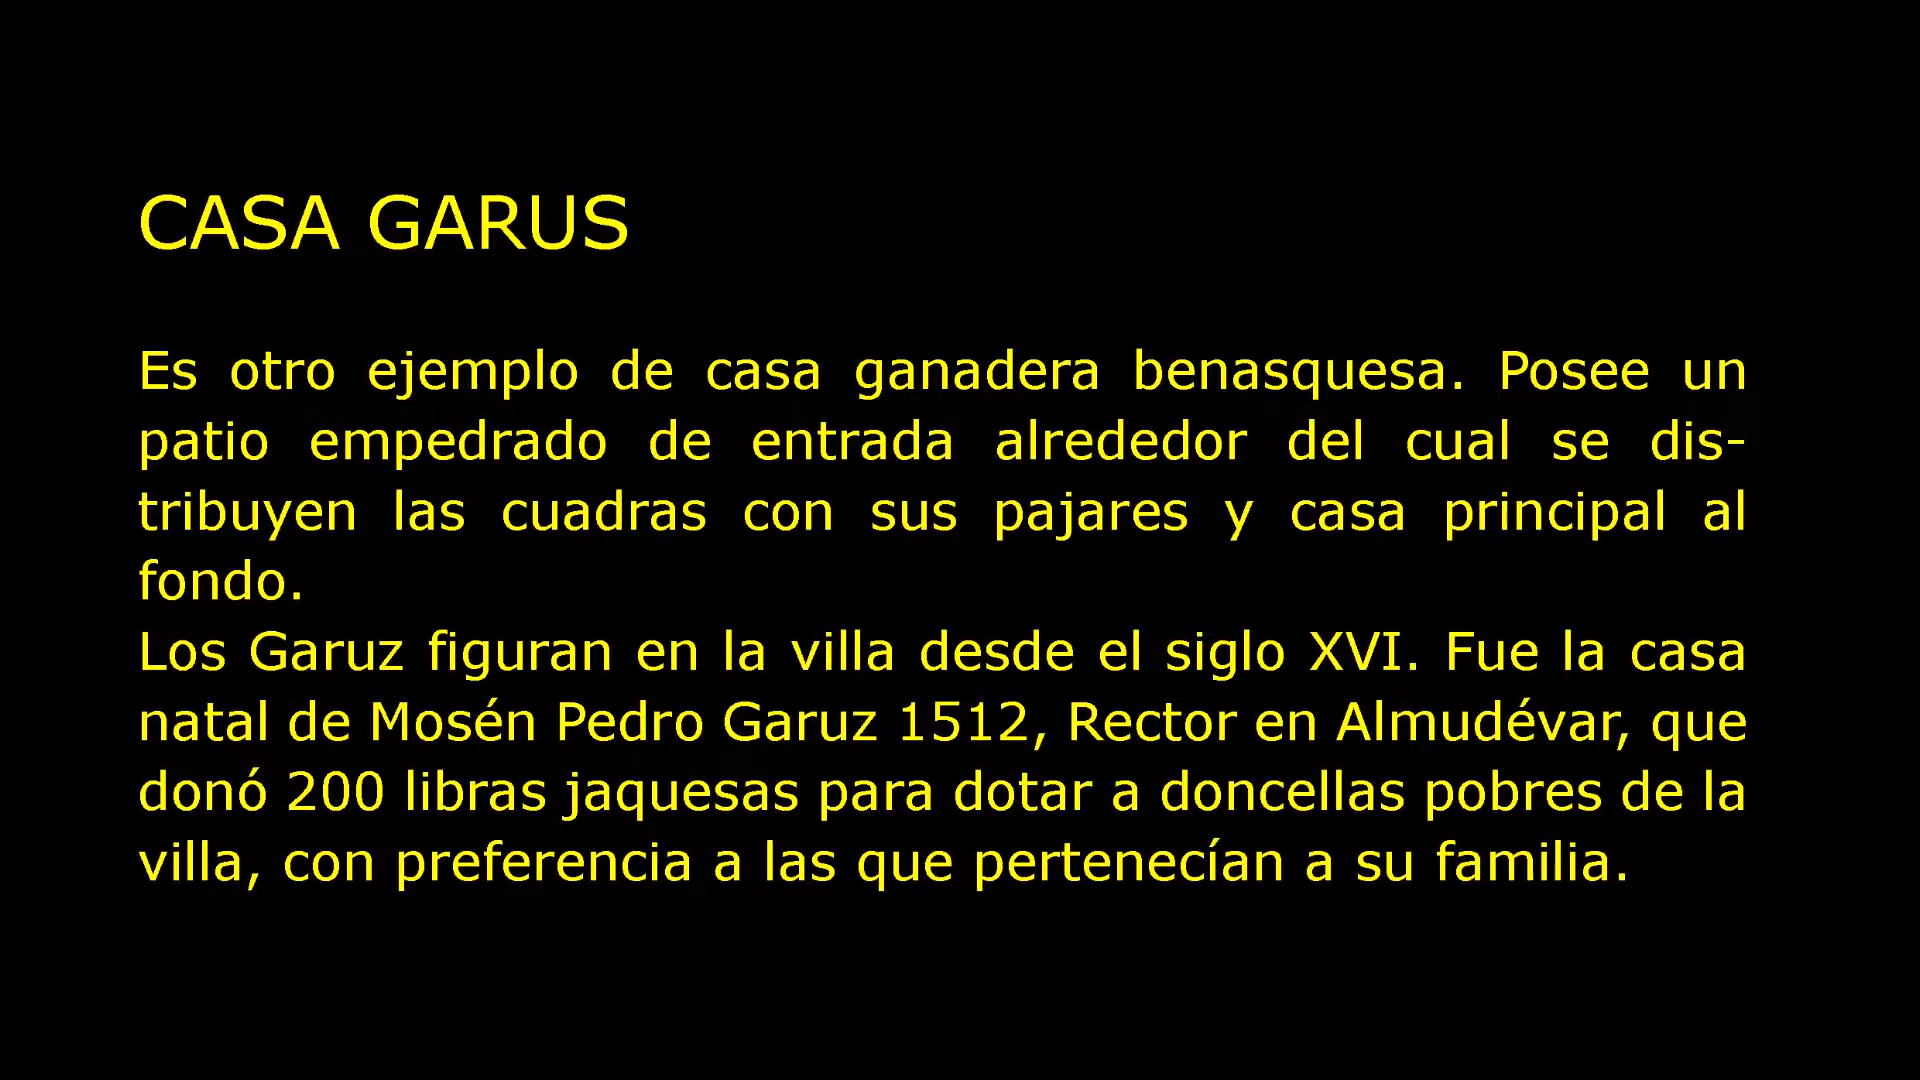 CASA GARUS
Es otro ejemplo de casa ganadera benasquesa. Posee un
patio empedrado de entrada alrededor del cual se dis-
tribuyen las cuadras con sus pajares y casa principal al
fondo.
Los Garuz figuran en la villa desde el siglo XVI. Fue la casa
natal de Mosén Pedro Garuz 1512, Rector en Almudévar, que
donó 200 libras jaquesas para dotar a doncellas pobres de la
villa, con preferencia a las que pertenecían a su familia.